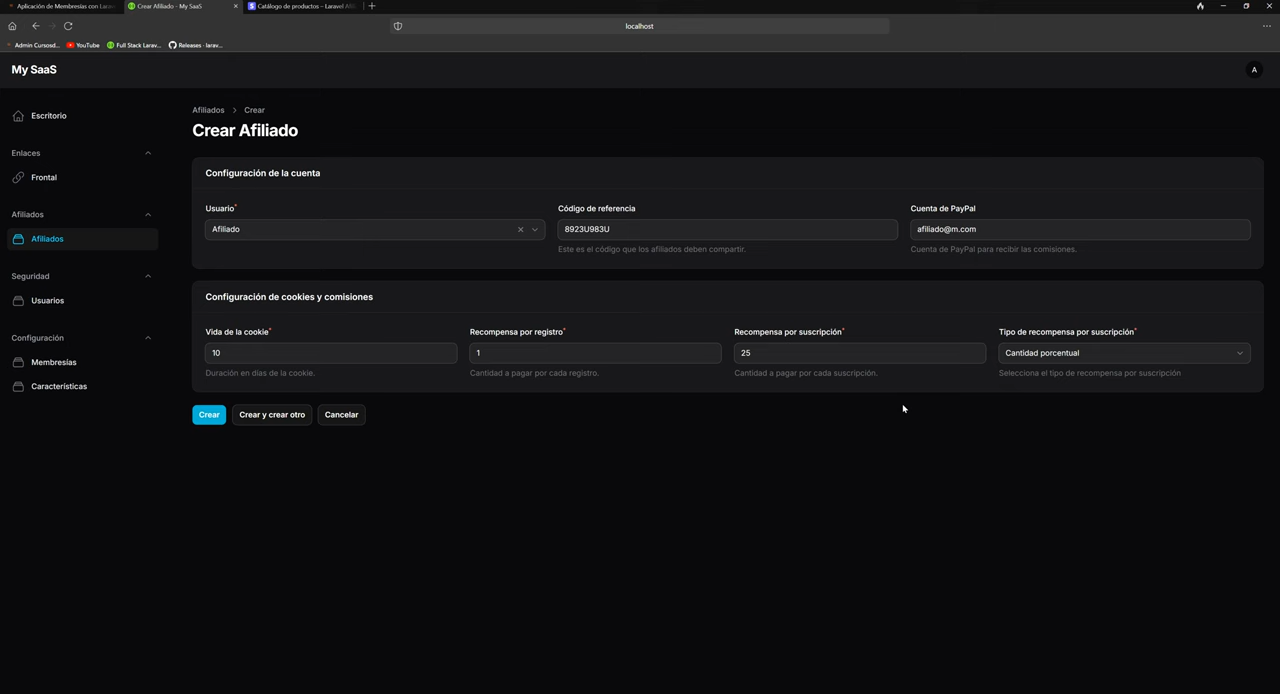 Aplicación de Membresías con Larav
Crear Afiliado - My SaaS
Catálogo de productos – Laravel Afi
localhost
Admin Cursosd...
YouTube
Full Stack Larav...
Releases · larav...
My SaaS
A
Escritorio
Enlaces
Frontal
Afiliados
Afiliados
Seguridad
Usuarios
Configuración
Membresías
Características
Afiliados > Crear
Crear Afiliado
Configuración de la cuenta
Usuario*
Código de referencia
Cuenta de PayPal
Afiliado
8923U983U
afiliado@m.com
Este es el código que los afiliados deben compartir.
Cuenta de PayPal para recibir las comisiones.
Configuración de cookies y comisiones
Vida de la cookie*
Recompensa por registro*
Recompensa por suscripción*
Tipo de recompensa por suscripción*
10
1
25
Cantidad porcentual
Duración en días de la cookie.
Cantidad a pagar por cada registro.
Cantidad a pagar por cada suscripción.
Selecciona el tipo de recompensa por suscripción
Crear
Crear y crear otro
Cancelar